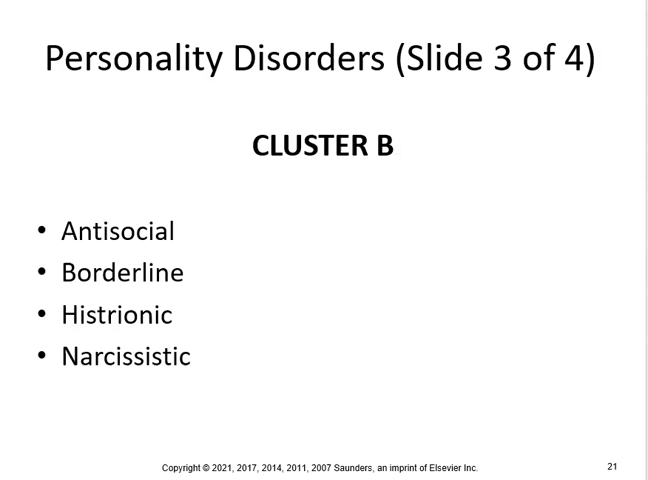 Personality Disorders (Slide 3 of 4)
CLUSTER B
• Antisocial
• Borderline
• Histrionic
• Narcissistic
Copyright © 2021, 2017, 2014, 2011, 2007 Saunders, an imprint of Elsevier Inc.
21